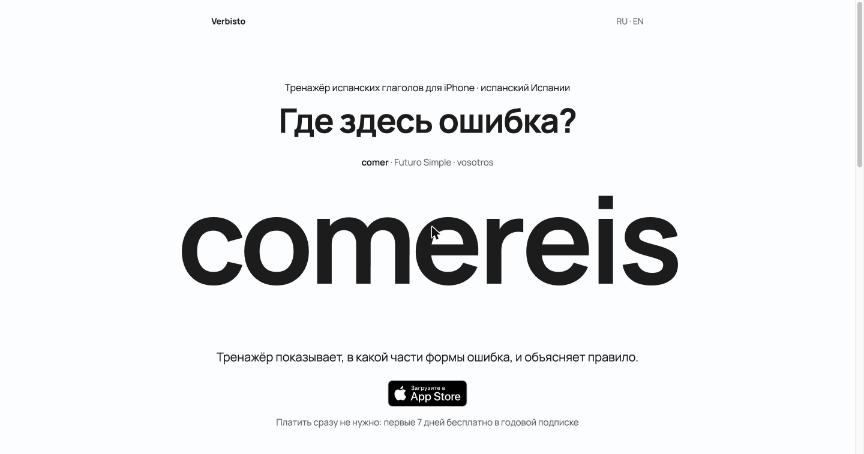 Verbisto
RU · EN
Тренажёр испанских глаголов для iPhone · испанский Испании
Где здесь ошибка?
comer · Futuro Simple · vosotros
comereis
Тренажёр показывает, в какой части формы ошибка, и объясняет правило.
Загрузите в
App Store
Платить сразу не нужно: первые 7 дней бесплатно в годовой подписке